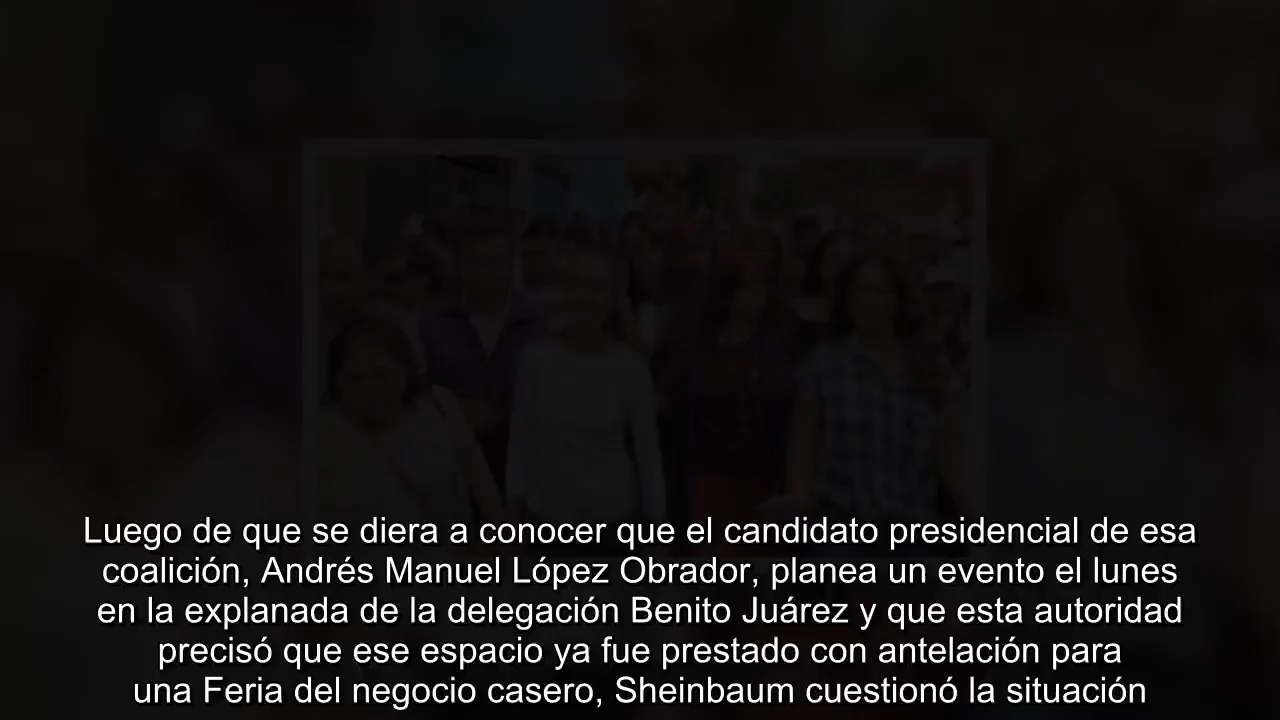 Luego de que se diera a conocer que el candidato presidencial de esa
coalición, Andrés Manuel López Obrador, planea un evento el lunes
en la explanada de la delegación Benito Juárez y que esta autoridad
precisó que ese espacio ya fue prestado con antelación para
una Feria del negocio casero, Sheinbaum cuestionó la situación